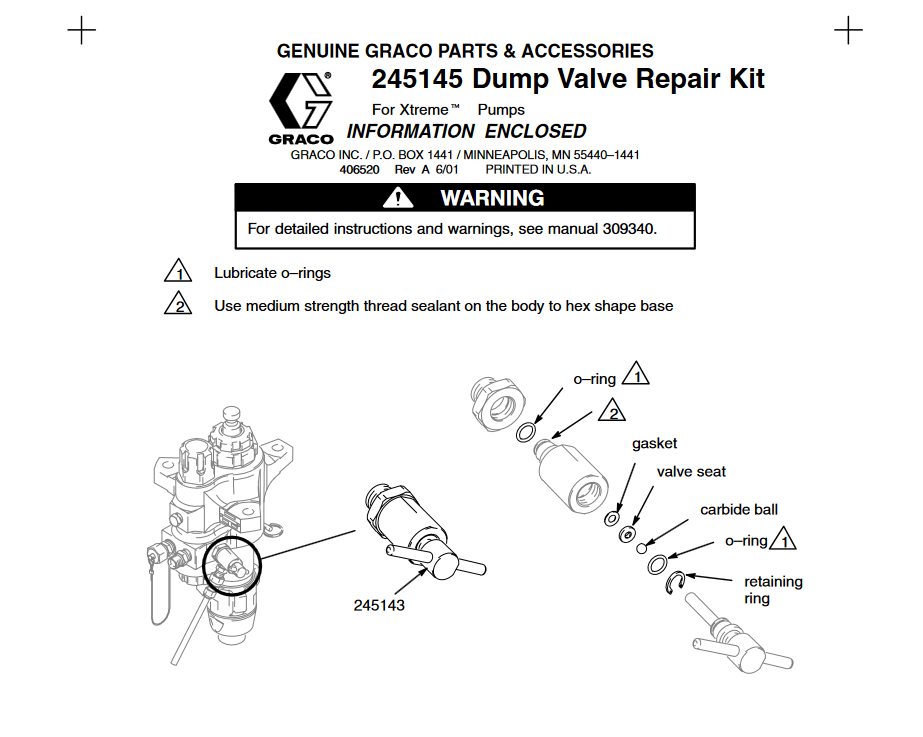 GENUINE GRACO PARTS & ACCESSORIES
245145 Dump Valve Repair Kit
For Xtreme™ Pumps
INFORMATION ENCLOSED
®
GRACO
GRACO INC. / P.O. BOX 1441 / MINNEAPOLIS, MN 55440–1441
406520 Rev A 6/01 PRINTED IN U.S.A.
WARNING
For detailed instructions and warnings, see manual 309340.
1 Lubricate o–rings
2 Use medium strength thread sealant on the body to hex shape base
o–ring 1
2
gasket
valve seat
carbide ball
o–ring 1
retaining
ring
245143